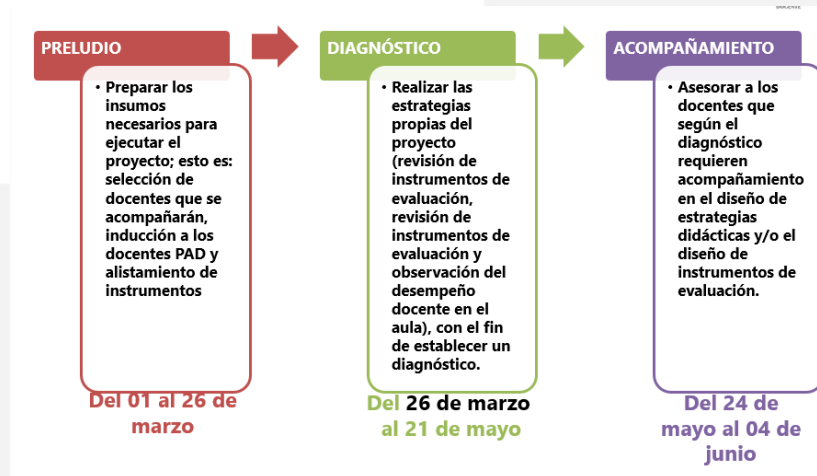 PRELUDIO
• Preparar los
insumos
necesarios para
ejecutar el
proyecto; esto es:
selección de
docentes que se
acompañarán,
inducción a los
docentes PAD y
alistamiento de
instrumentos
Del 01 al 26 de
marzo
DIAGNÓSTICO
• Realizar las
estrategias
propias del
proyecto
(revisión de
instrumentos de
evaluación,
revisión de
instrumentos de
evaluación y
observación del
desempeño
docente en el
aula), con el fin
de establecer un
diagnóstico.
Del 26 de marzo
al 21 de mayo
ACOMPAÑAMIENTO
• Asesorar a los
docentes que
según el
diagnóstico
requieren
acompañamiento
en el diseño de
estrategias
didácticas y/o el
diseño de
instrumentos de
evaluación.
Del 24 de
mayo al 04 de
junio